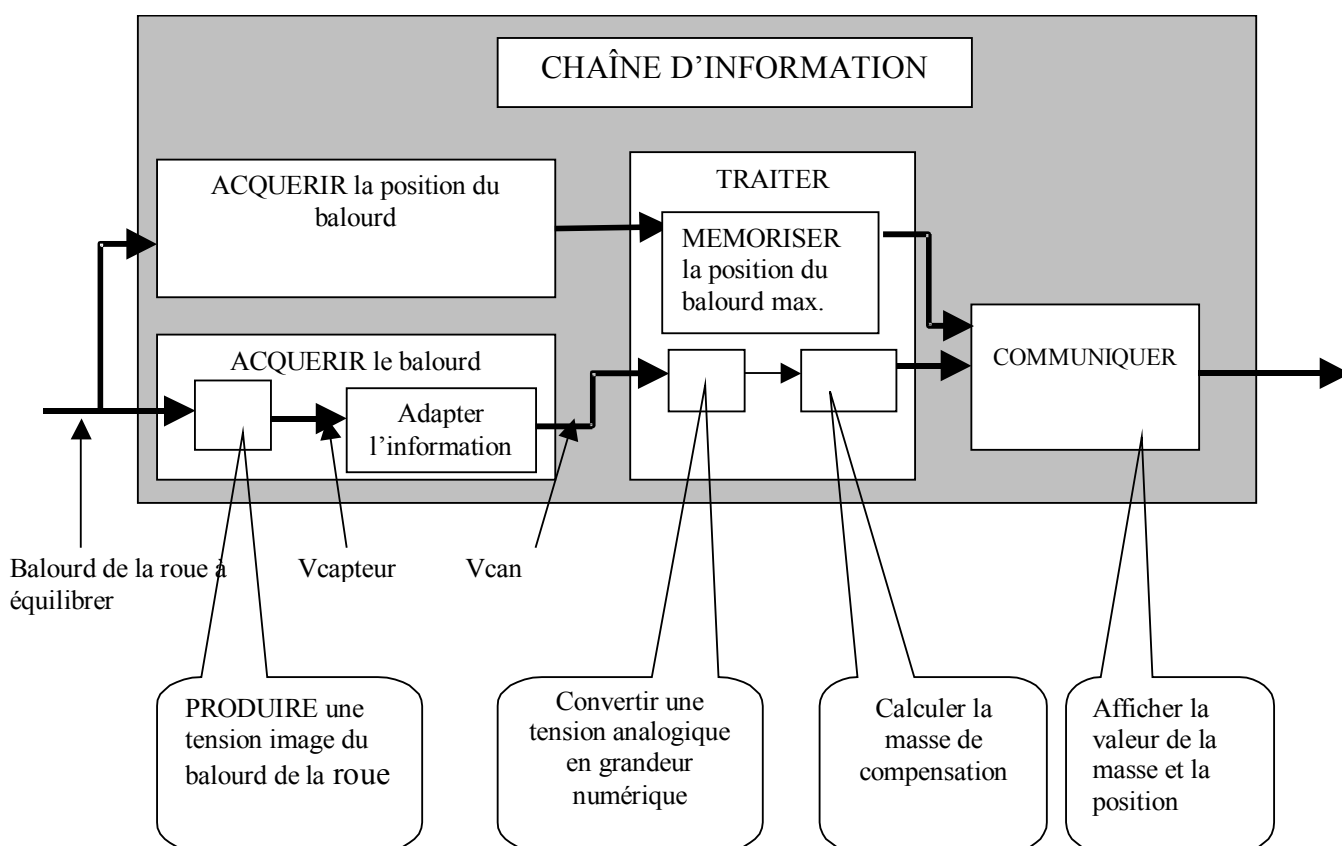 CHAÎNE D'INFORMATION
ACQUERIR la position du
balourd
TRAITER
MEMORISER
la position du
balourd max.
ACQUERIR le balourd
Adapter
l'information
COMMUNIQUER
Balourd de la roue à
équilibrer
Vcapteur
Vcan
PRODUIRE une
tension image du
balourd de la roue
Convertir une
tension analogique
en grandeur
numérique
Calculer la
masse de
compensation
Afficher la
valeur de la
masse et la
position